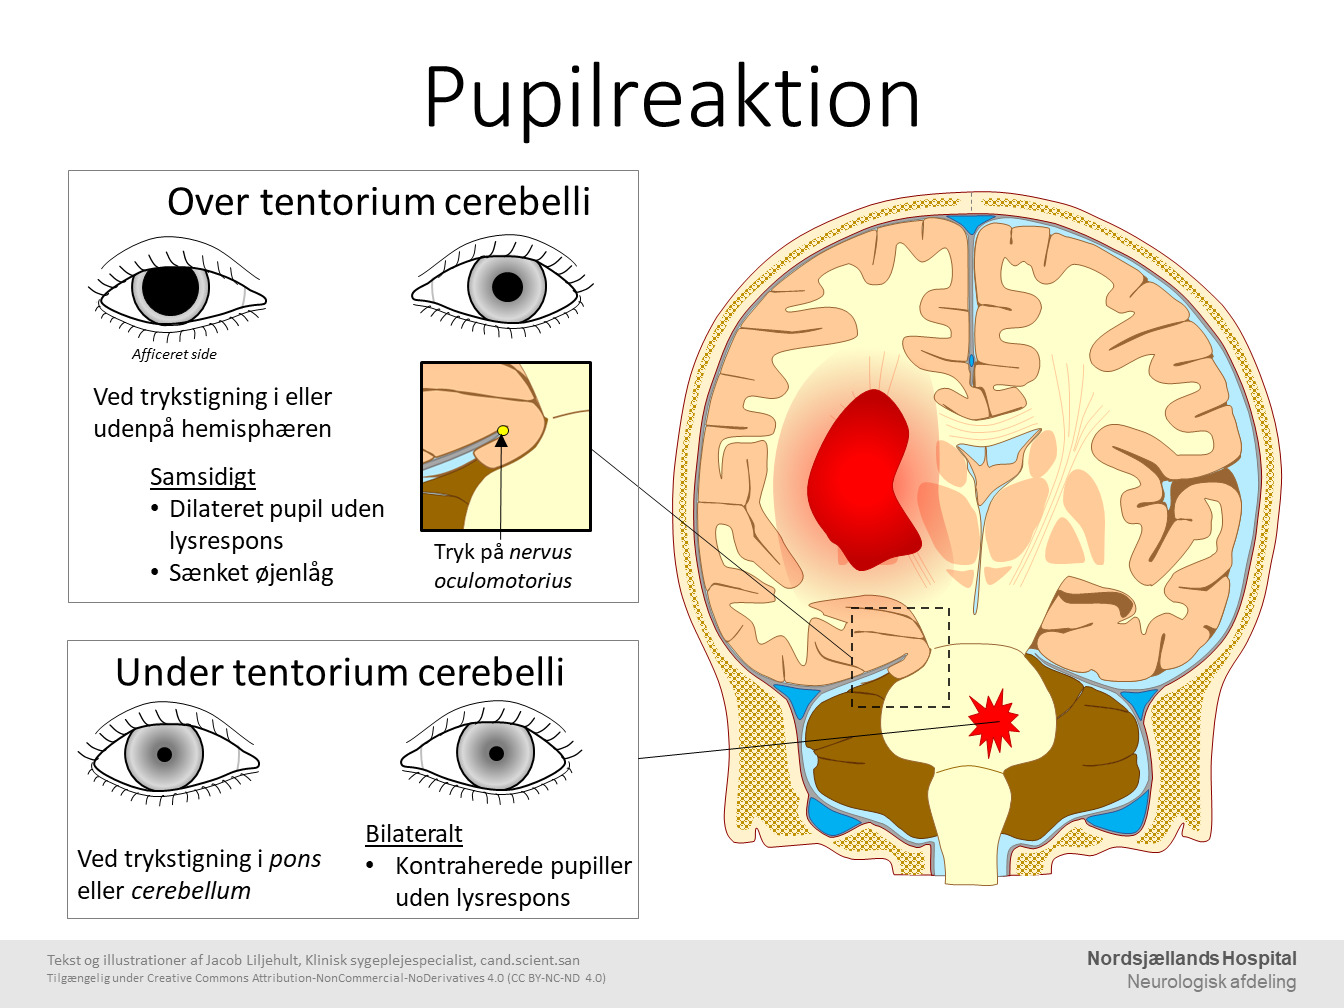 Pupilreaktion
Over tentorium cerebelli
Afficeret side
Ved trykstigning i eller
udenpå hemisphæren
Samsidigt
• Dilateret pupil uden
lysrespons
• Sænket øjenlåg
Tryk på nervus
oculomotorius
Under tentorium cerebelli
Ved trykstigning i pons
eller cerebellum
Bilateralt
• Kontraherede pupiller
uden lysrespons
Tekst og illustrationer af Jacob Liljehult, Klinisk sygeplejespecialist, cand.scient.san
Tilgængelig under Creative Commons Attribution-NonCommercial-NoDerivatives 4.0 (CC BY-NC-ND 4.0)
Nordsjællands Hospital
Neurologisk afdeling